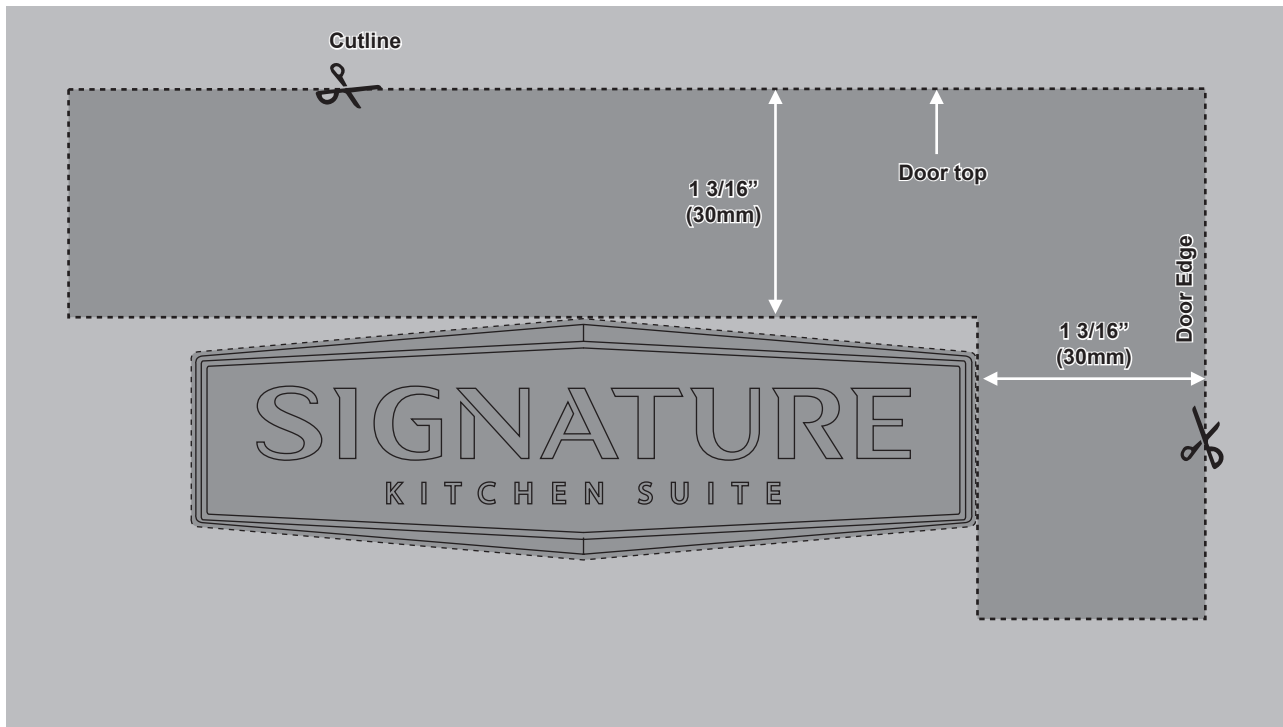 Cutline
Door top
1 3/16”
(30mm)
Door Edge
1 3/16”
(30mm)
SIGNATURE
KITCHEN SUITE